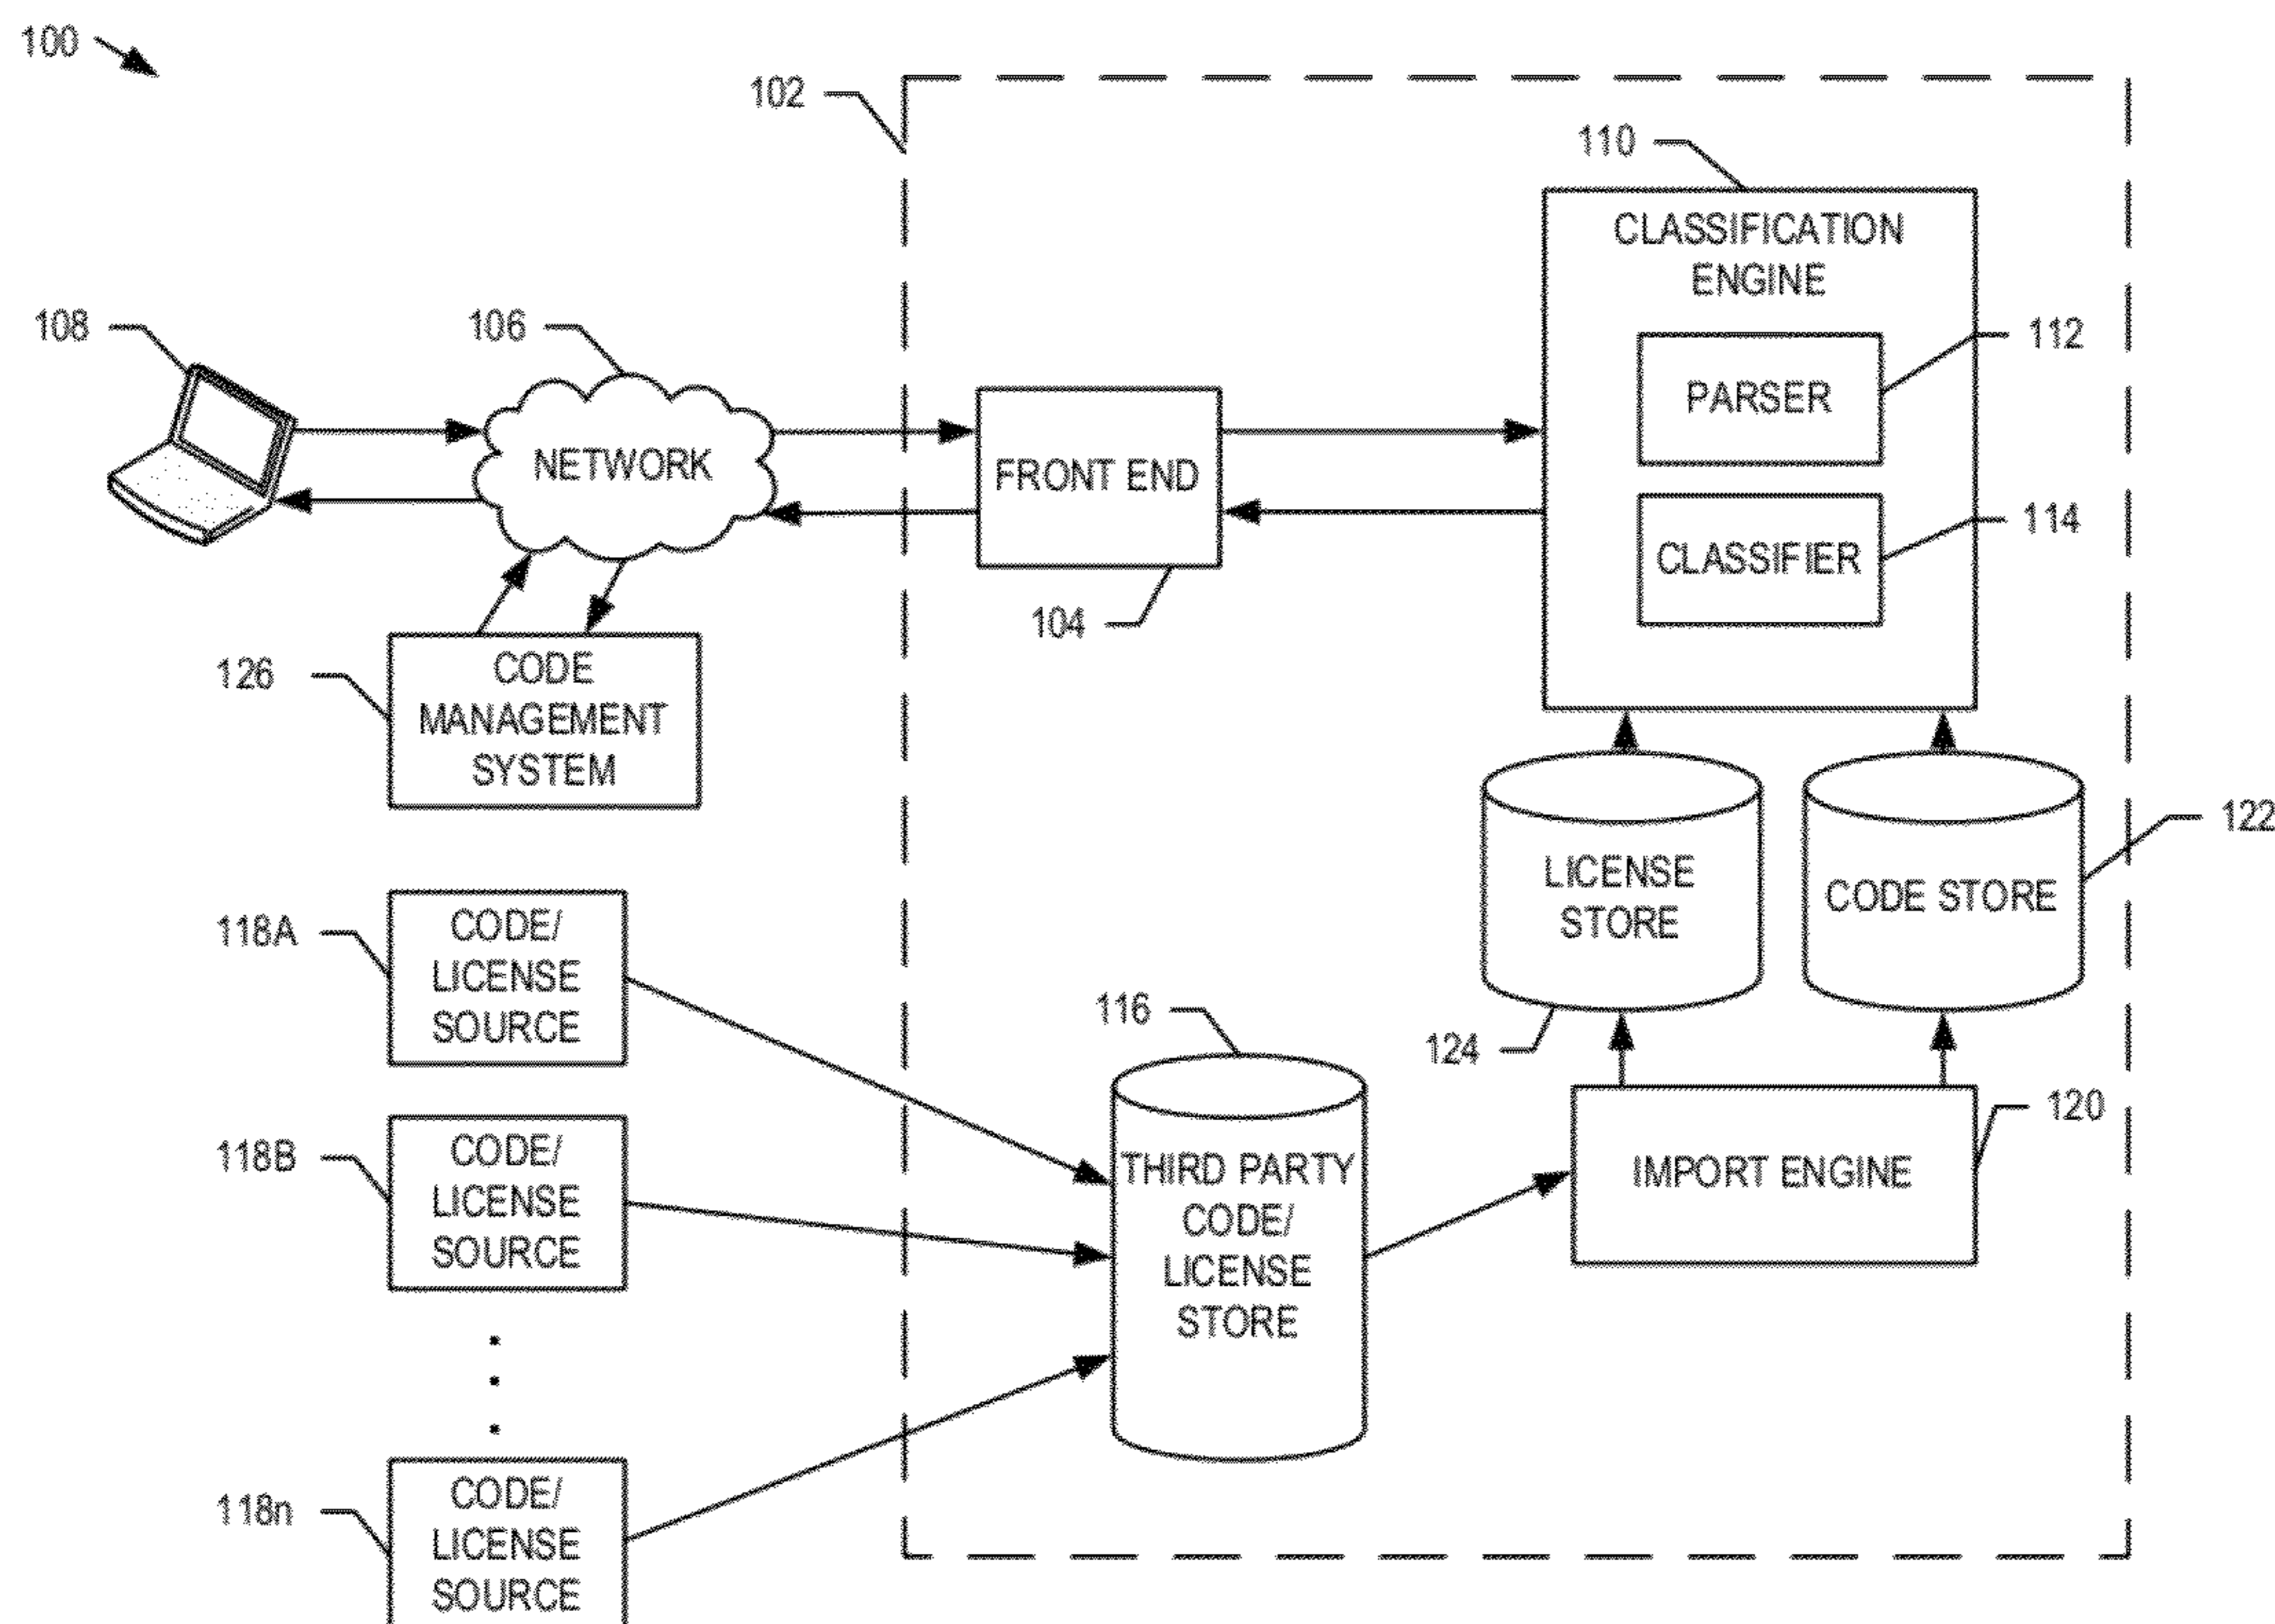 100
102
110
CLASSIFICATION
ENGINE
108
106
112
PARSER
NETWORK
FRONT END
114
CLASSIFIER
104
126
CODE
MANAGEMENT
SYSTEM
122
LICENSE
STORE
CODE STORE
118A
CODE/
LICENSE
SOURCE
116
124
120
118B
CODE/
LICENSE
SOURCE
THIRD PARTY
CODE/
LICENSE
STORE
IMPORT ENGINE
118n
CODE/
LICENSE
SOURCE